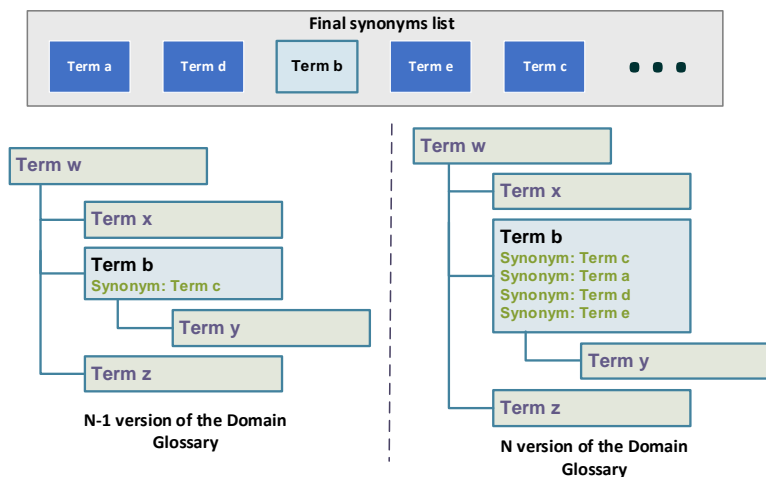 Final synonyms list
Term a
Term d
Term b
Term e
Term c
Term w
Term x
Term b
Synonym: Term c
Term y
Term z
N-1 version of the Domain
Glossary
Term w
Term x
Term b
Synonym: Term c
Synonym: Term a
Synonym: Term d
Synonym: Term e
Term y
Term z
N version of the Domain
Glossary